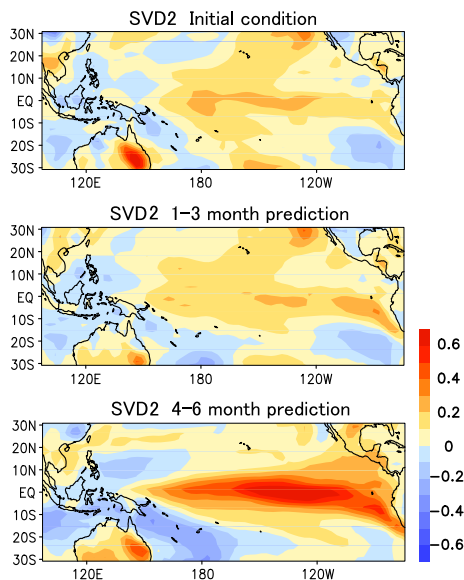 SVD2 Initial condition
30N
20N
10N
EQ
10S
20S
30S
120E 180 120W
SVD2 1-3 month prediction
30N
20N
10N
EQ
10S
20S
30S
120E 180 120W
SVD2 4-6 month prediction
30N
20N
10N
EQ
10S
20S
30S
120E 180 120W
0.6
0.4
0.2
0
-0.2
-0.4
-0.6